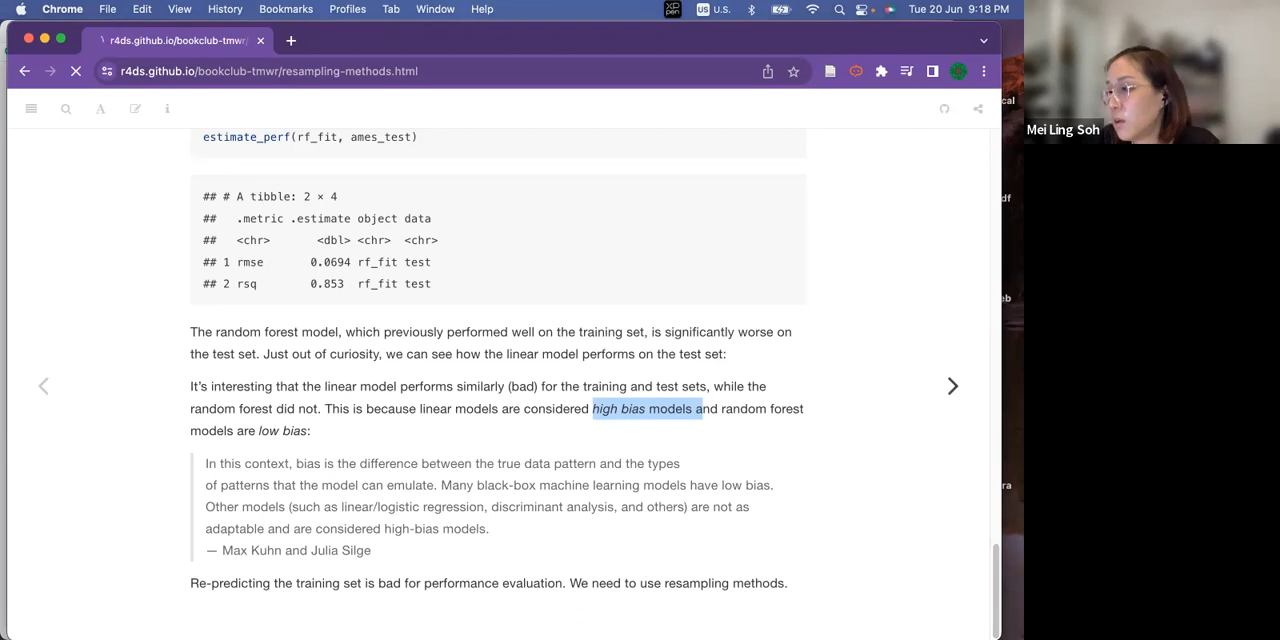 Chrome File Edit View History Bookmarks Profiles Tab Window Help XP PEN US U.S. Tue 20 Jun 9:18 PM
r4ds.github.io/bookclub-tmwr/
r4ds.github.io/bookclub-tmwr/resampling-methods.html
estimate_perf(rf_fit, ames_test)
## # A tibble: 2 × 4
##   .metric .estimate object data
##   <chr>       <dbl> <chr>  <chr>
## 1 rmse       0.0694 rf_fit test
## 2 rsq        0.853  rf_fit test
The random forest model, which previously performed well on the training set, is significantly worse on
the test set. Just out of curiosity, we can see how the linear model performs on the test set:
It’s interesting that the linear model performs similarly (bad) for the training and test sets, while the
random forest did not. This is because linear models are considered high bias models and random forest
models are low bias:
In this context, bias is the difference between the true data pattern and the types
of patterns that the model can emulate. Many black-box machine learning models have low bias.
Other models (such as linear/logistic regression, discriminant analysis, and others) are not as
adaptable and are considered high-bias models.
— Max Kuhn and Julia Silge
Re-predicting the training set is bad for performance evaluation. We need to use resampling methods.
Mei Ling Soh
cal
df
eb
ra